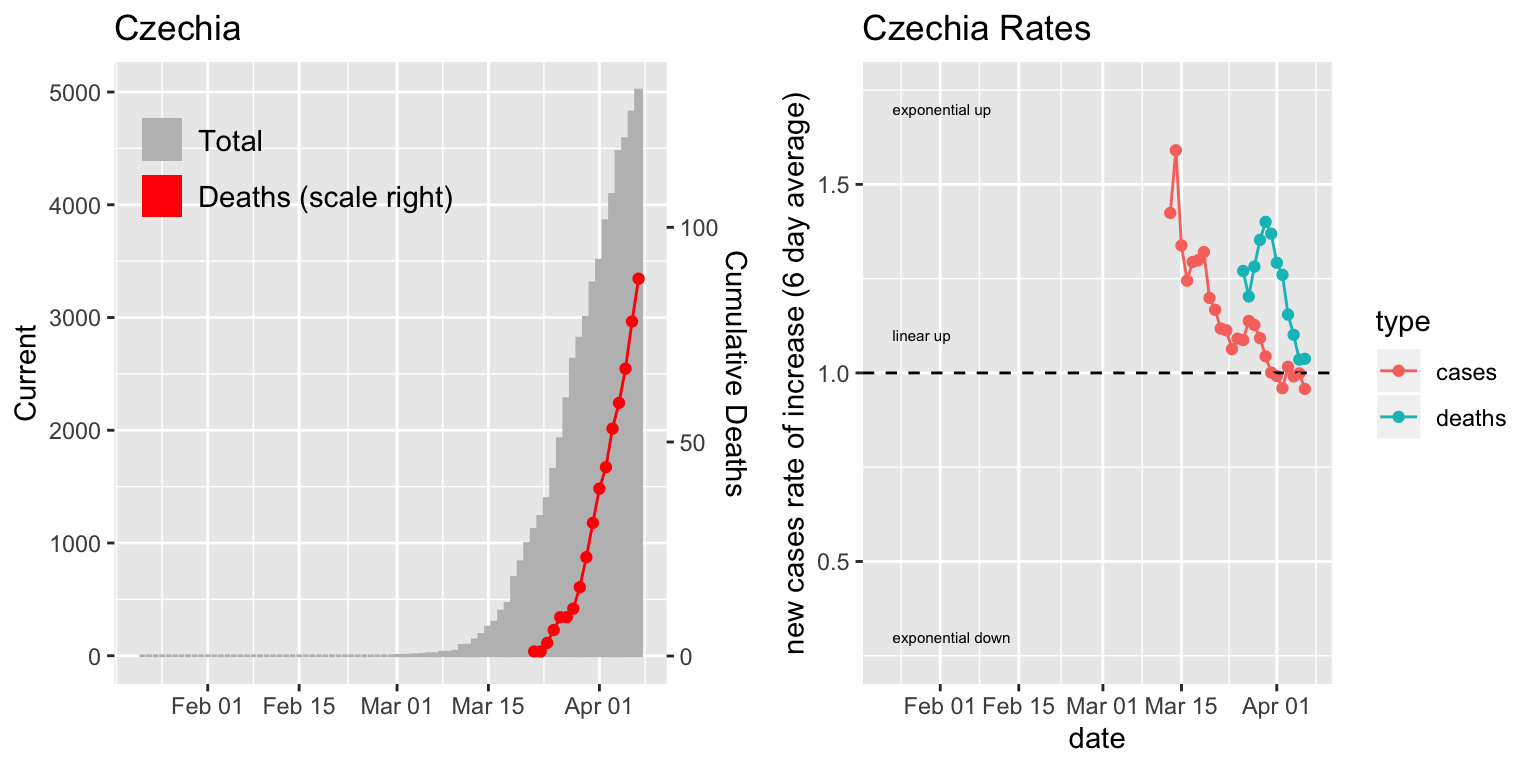 Czechia
5000
4000
3000
2000
1000
0
Current
Total
Deaths (scale right)
100
50
0
Cumulative Deaths
Feb 01 Feb 15 Mar 01 Mar 15 Apr 01
Czechia Rates
new cases rate of increase (6 day average)
1.5
1.0
0.5
exponential up
linear up
exponential down
Feb 01 Feb 15 Mar 01 Mar 15 Apr 01
date
type
cases
deaths